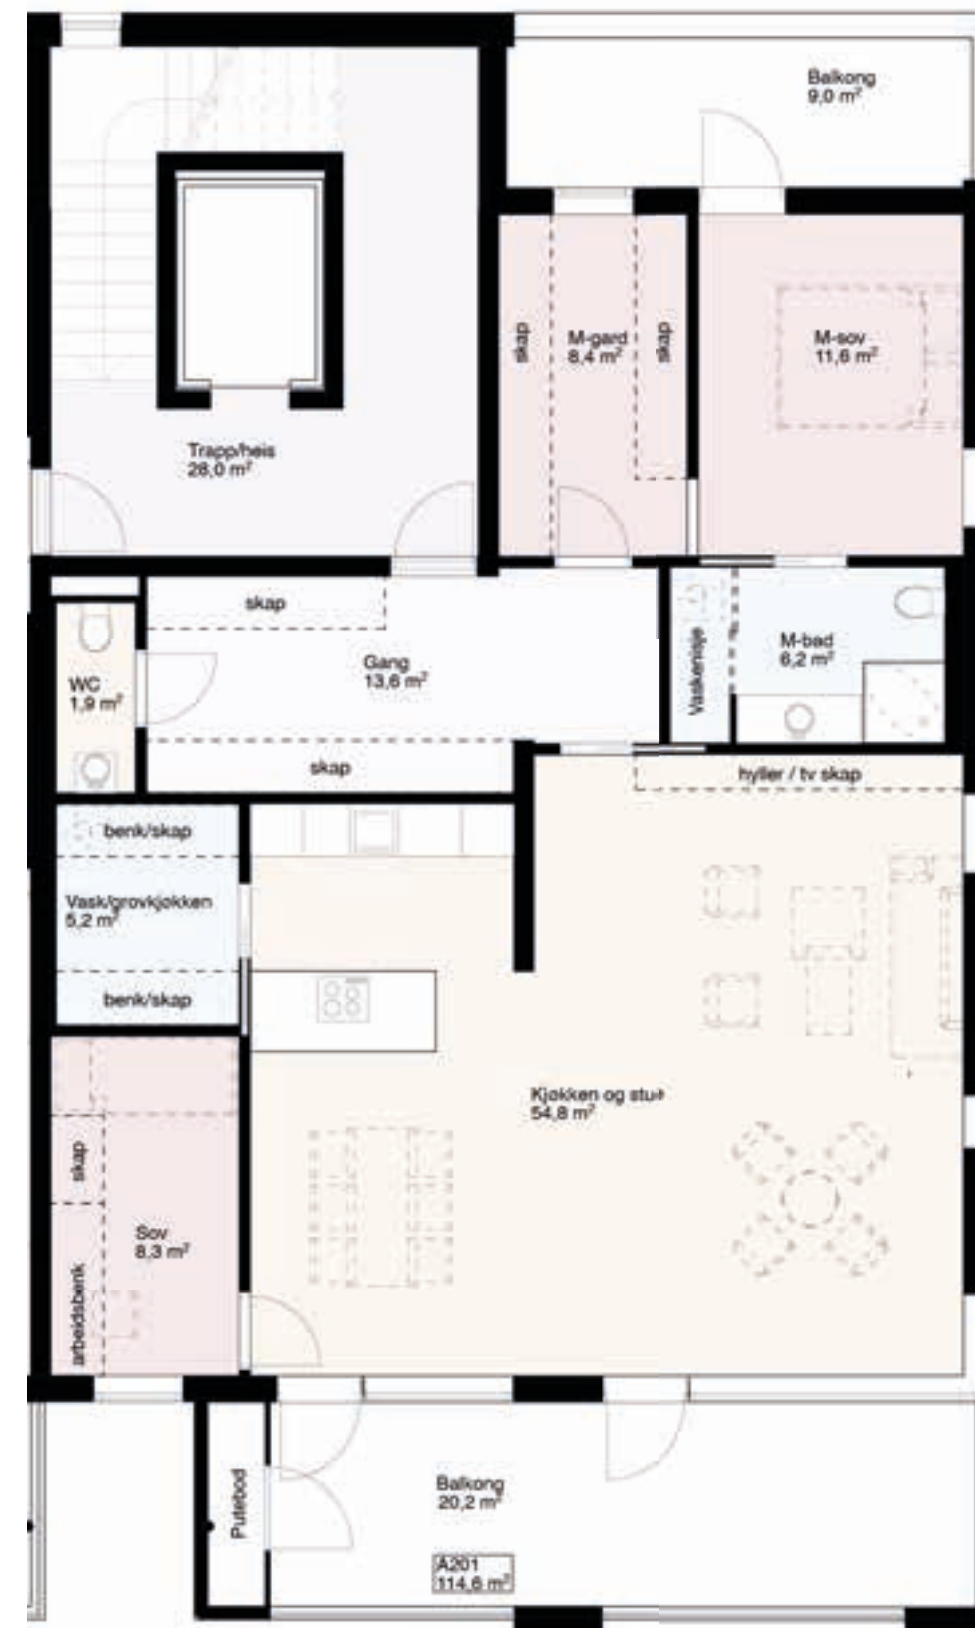 Balkong
9,0 m²
skap
M-gard
8,4 m²
skap
M-sov
11,6 m²
Trapp/heis
28,0 m²
skap
Gang
13,6 m²
WC
1,9 m²
skap
Vaskenisje
M-bad
6,2 m²
hyller / tv skap
benk/skap
Vask/grovkjøkken
5,2 m²
benk/skap
Kjøkken og stue
54,8 m²
skap
Sov
8,3 m²
arbeidsbenk
Putebod
Balkong
20,2 m²
A201
114,6 m²